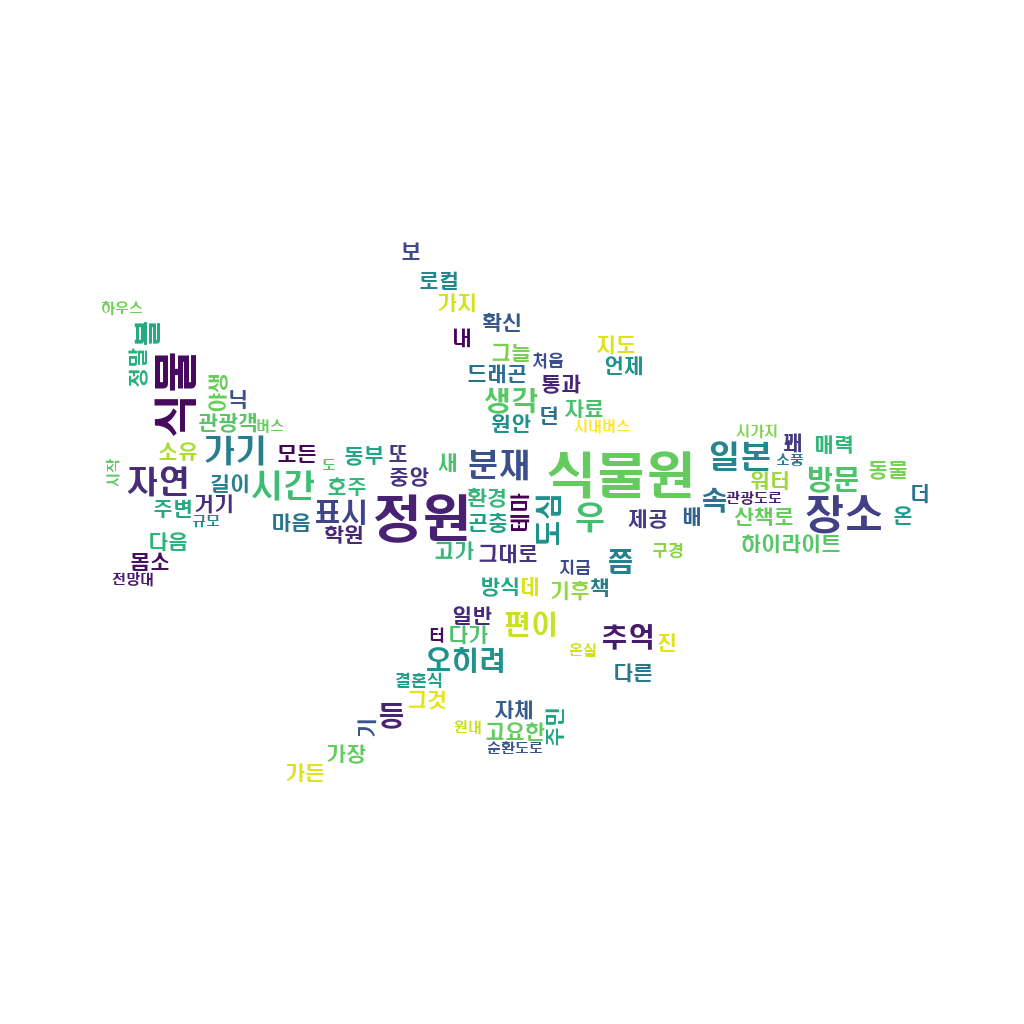 보
로컬
가지
하우스
확신
물
내
지도
그늘
처음
언제
정말
식물
드래곤
통과
야생
닉
생각
자료
관광객
버스
원안
던
시내버스
시가지
꽤
매력
소유
가기
모든
동부
또
새
분재
식물원
일본
소풍
시작
도
중앙
동물
자연
길이
시간
호주
워터
방문
더
주변
거기
환경
테마
도심
우
속
관광도로
장소
규모
마음
표시
정원
곤충
제공
배
산책로
온
학원
다음
고가
그대로
쯤
구경
하이라이트
몸소
전망대
지금
방식
데
기후
책
일반
편이
터
다가
추억
진
오히려
온실
다른
결혼식
그것
등
자체
기
원내
고요한
주민
순환도로
가장
가든